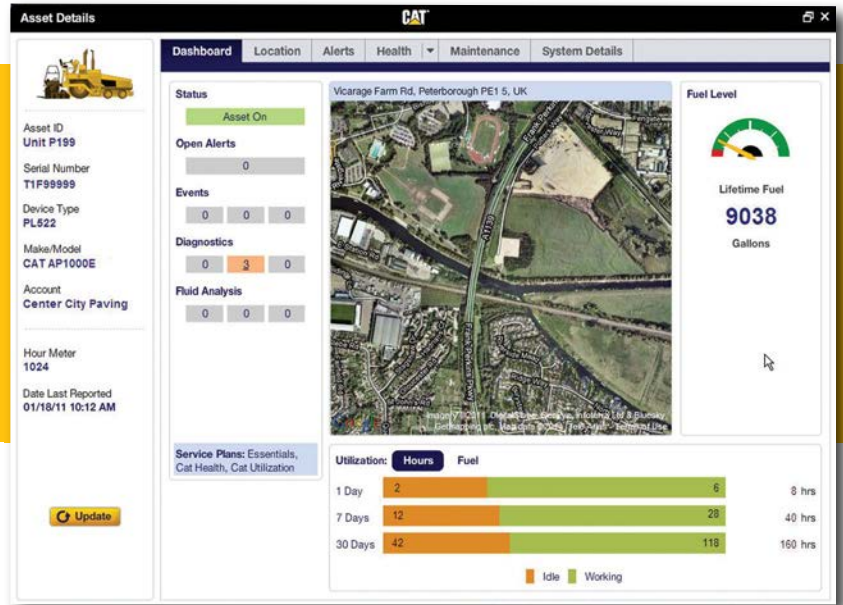 Asset Details
CAT
Dashboard
Location
Alerts
Health
Maintenance
System Details
Asset ID
Unit P199
Serial Number
T1F99999
Device Type
PL522
Make/Model
CAT AP1000E
Account
Center City Paving
Hour Meter
1024
Date Last Reported
01/18/11 10:12 AM
Update
Status
Asset On
Open Alerts
0
Events
0 0 0
Diagnostics
0 3 0
Fluid Analysis
0 0 0
Service Plans: Essentials,
Cat Health, Cat Utilization
Vicarage Farm Rd, Peterborough PE1 5, UK
A1139
Frank Perkins Pkwy
Fuel Level
Lifetime Fuel
9038
Gallons
Utilization: Hours Fuel
1 Day 2 6 8 hrs
7 Days 12 28 40 hrs
30 Days 42 118 160 hrs
Idle Working